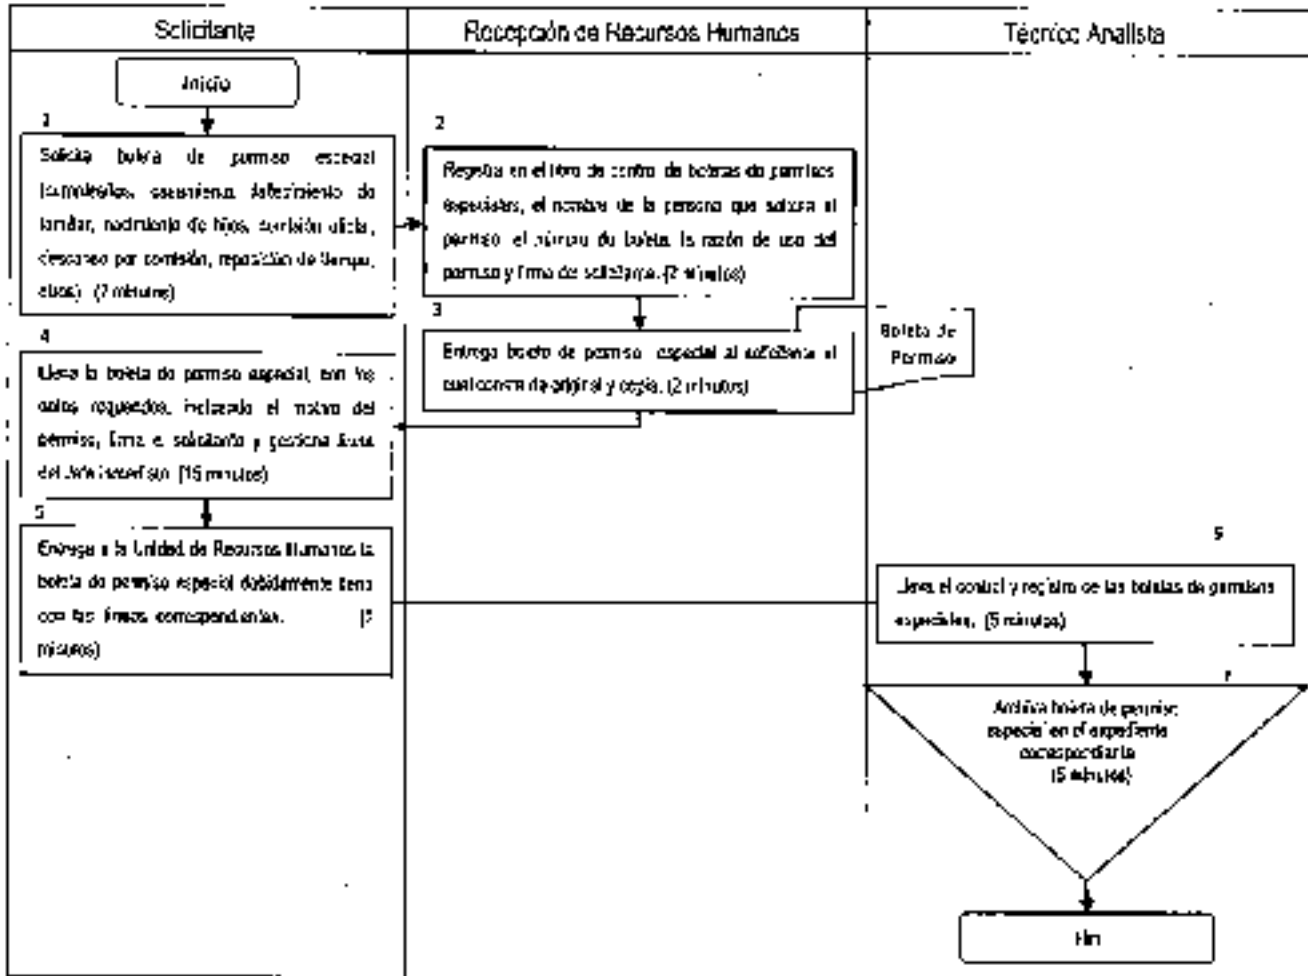 Solicitante
Recepción de Recursos Humanos
Técnico Analista
Inicio
1
Solicita boleta de permiso especial
casamiento, fallecimiento de
familiar, nacimiento de hijos, comisión oficial,
descanso por comisión, reposición de tiempo,
otros) (2 minutos)
2
Registra en el libro de control de boletas de permisos
especiales, el nombre de la persona que solicita el
permiso, el número de boleta, la razón de uso del
permiso y firma del solicitante. (2 minutos)
3
Entrega boleta de permiso especial al solicitante el
cual consta de original y copia. (2 minutos)
Boleta de
Permiso
4
Llena la boleta de permiso especial, con los
datos requeridos, incluyendo el motivo del
permiso, firma el solicitante y gestiona firma
del Jefe (15 minutos)
5
Entrega a la Unidad de Recursos Humanos la
boleta de permiso especial debidamente llena
con las firmas correspondientes.
minutos)
Lleva el control y registro de las boletas de permisos
especiales. (5 minutos)
Archiva boleta de permiso
especial en el expediente
correspondiente
(5 minutos)
Fin